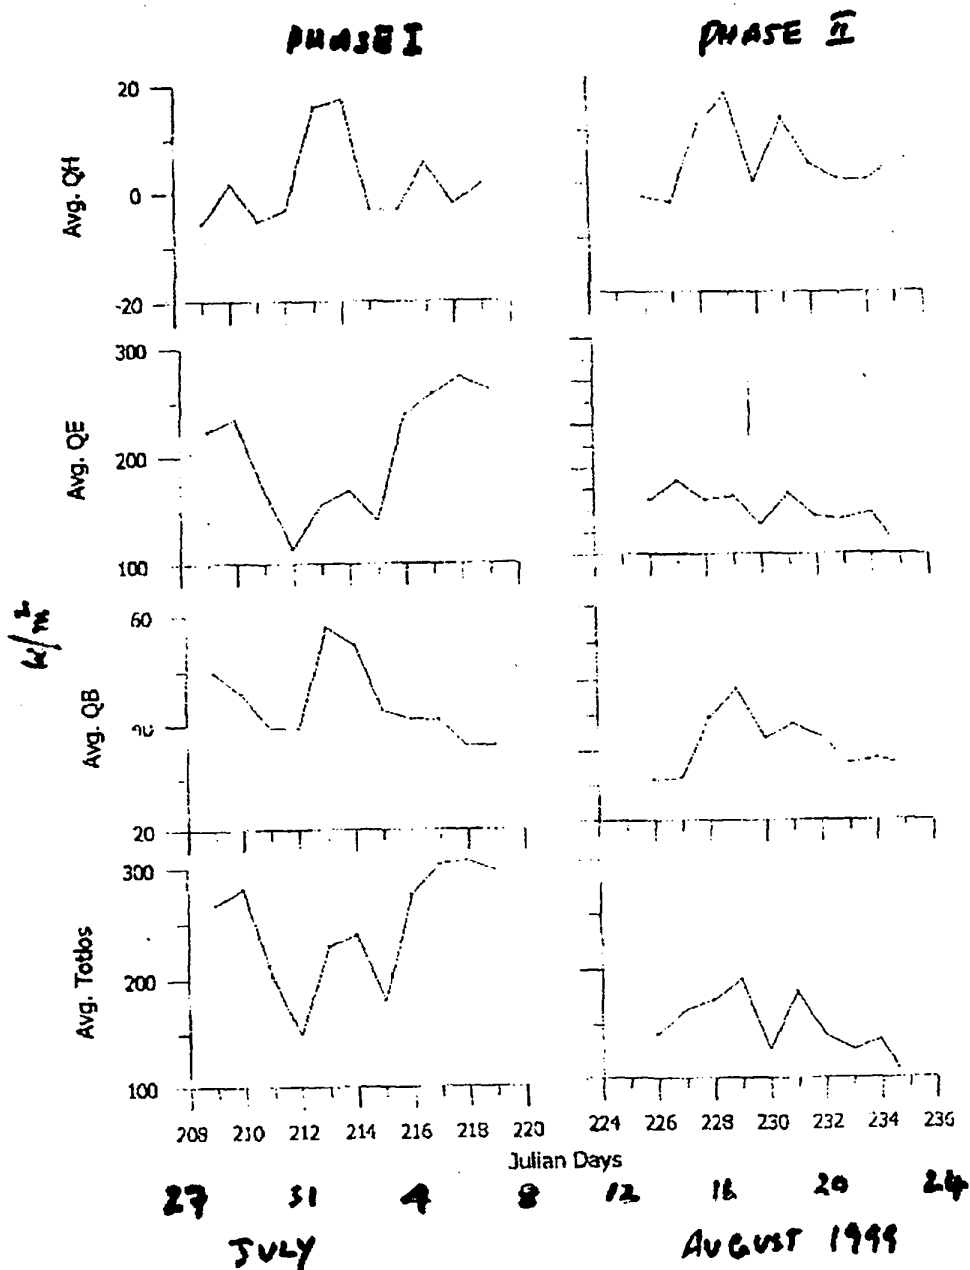 PHASE I
PHASE II
20
0
-20
Avg. QH
300
200
100
Avg. QE
W/m²
60
20
Avg. QB
300
200
100
Avg. Totlos
208 210 212 214 216 218 220
224 226 228 230 232 234 236
Julian Days
27 31 4 8 12 16 20 24
JULY
AUGUST 1999